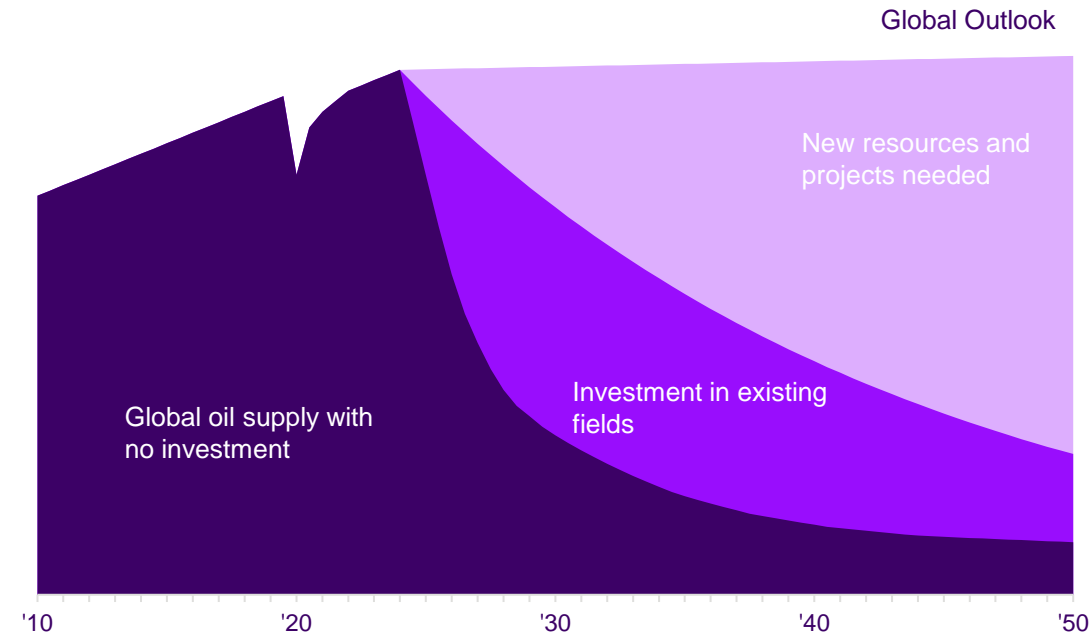 Global Outlook
New resources and
projects needed
Investment in existing
fields
Global oil supply with
no investment
'10 '20 '30 '40 '50